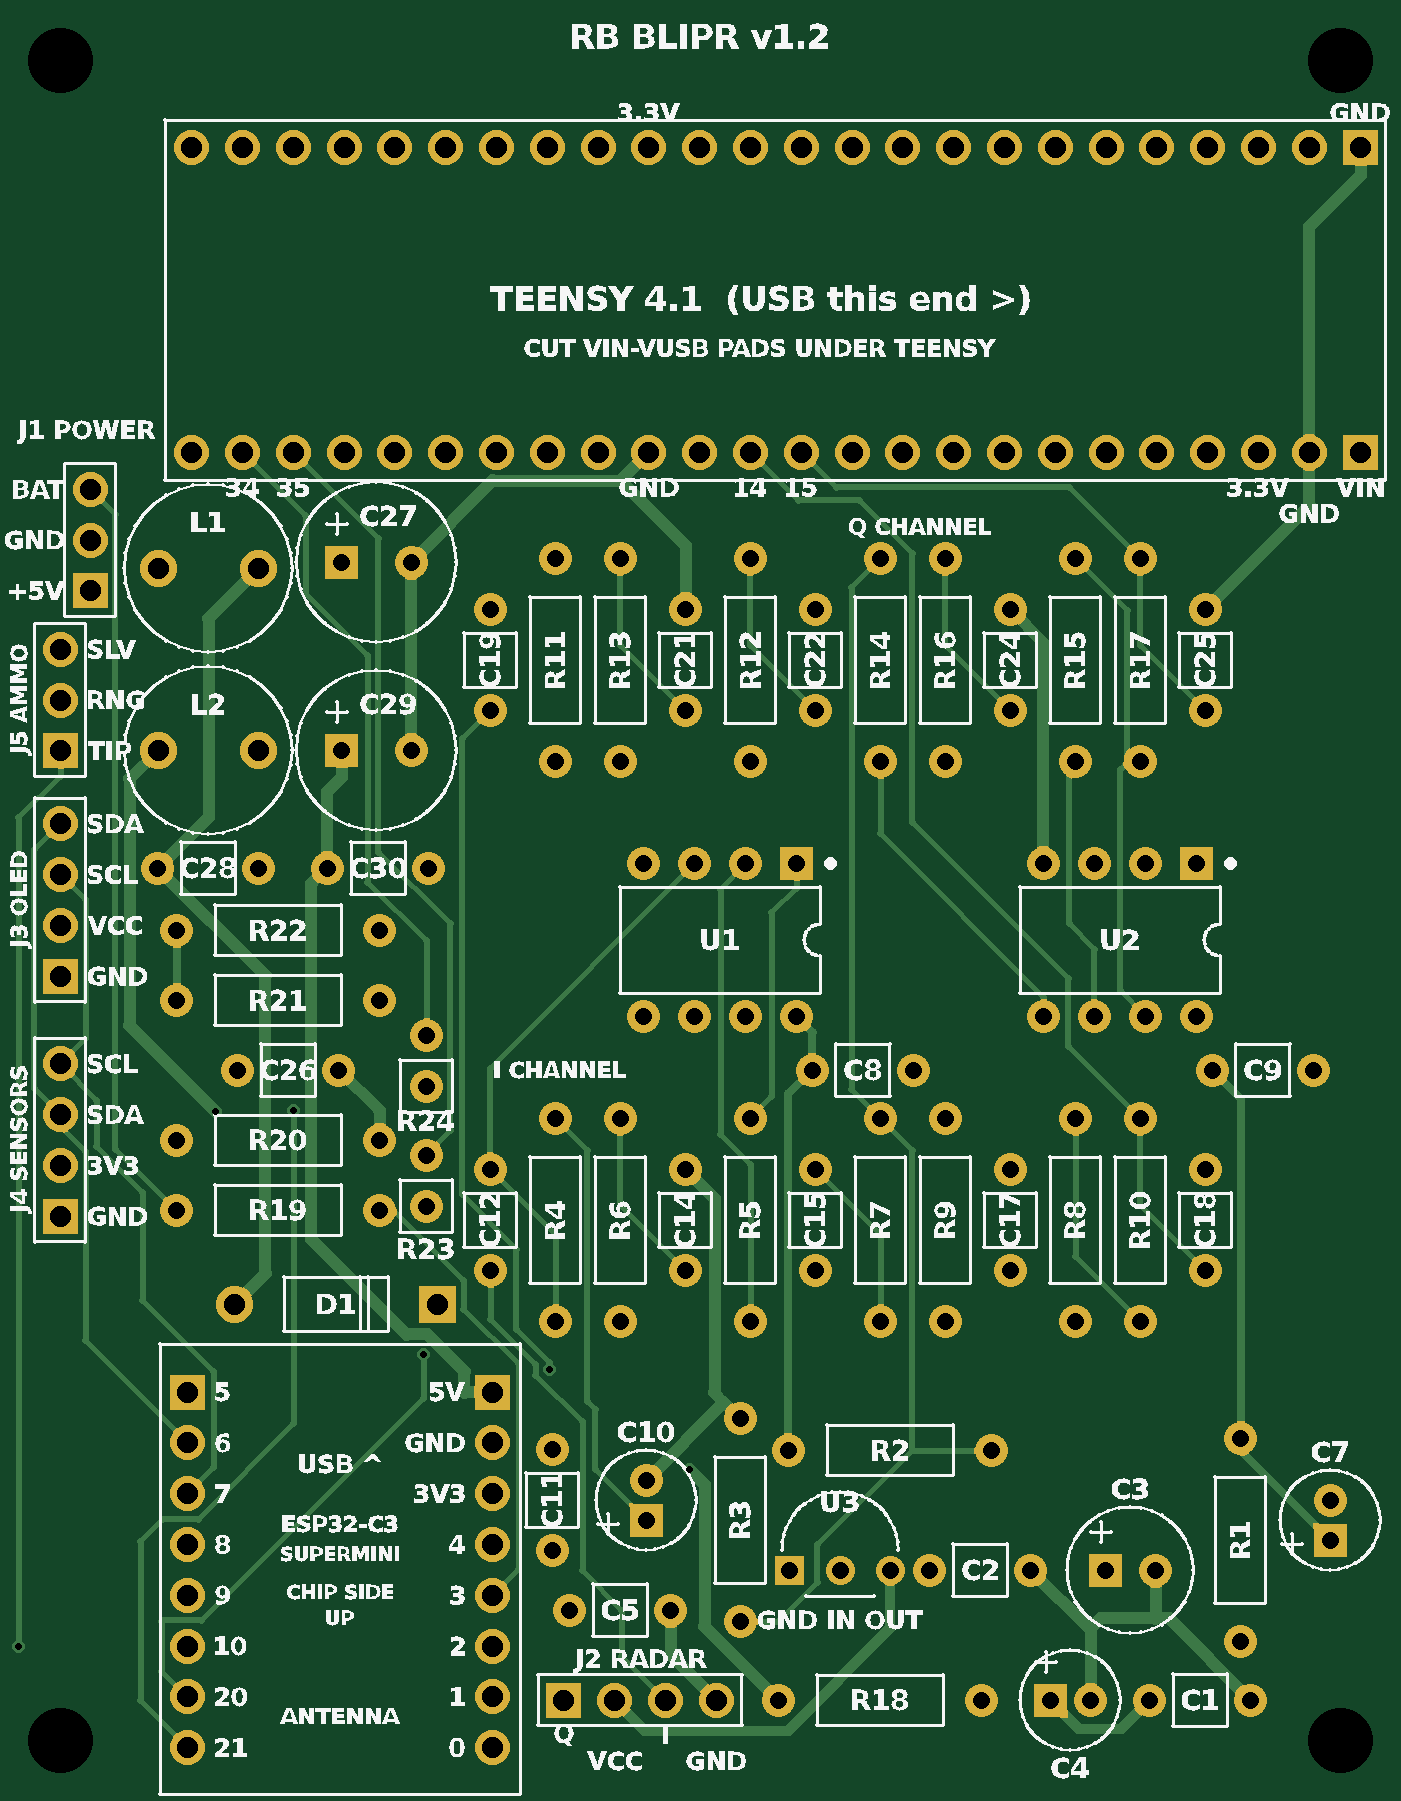 RB BLIPR v1.2
3.3V
GND
TEENSY 4.1 (USB this end >)
CUT VIN-VUSB PADS UNDER TEENSY
J1 POWER
34 35
GND
14 15
3.3V
VIN
GND
BAT
GND
+5V
L1
+ C27
Q CHANNEL
J5 AMMO
SLV
RNG
TIP
L2
+ C29
C19
R11
R13
C21
R12
C22
R14
R16
C24
R15
R17
C25
J3 OLED
SDA
SCL
VCC
GND
C28
C30
R22
R21
U1
U2
J4 SENSORS
SCL
SDA
3V3
GND
C26
R24
R20
R19
R23
I CHANNEL
C8
C9
C12
R4
R6
C14
R5
C15
R7
R9
C17
R8
R10
C18
D1
5
6
7
8
9
10
20
21
5V
GND
3V3
4
3
2
1
0
USB ^
ESP32-C3
SUPERMINI
CHIP SIDE
UP
ANTENNA
C10
+
C11
R3
R2
U3
C3
+
C7
+
R1
C5
C2
GND IN OUT
J2 RADAR
R18
+
C1
Q
I
VCC
GND
C4